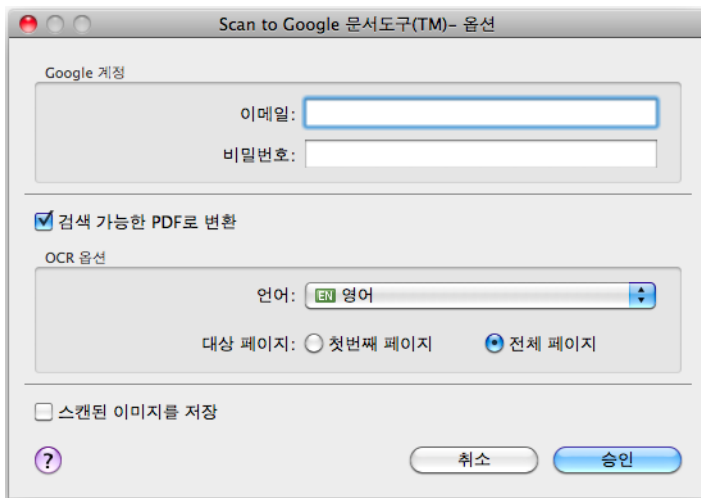 Scan to Google 문서도구(TM)– 옵션
Google 계정
이메일:
비밀번호:
검색 가능한 PDF로 변환
OCR 옵션
언어: EN 영어
대상 페이지: 첫번째 페이지 전체 페이지
스캔된 이미지를 저장
? 취소 승인